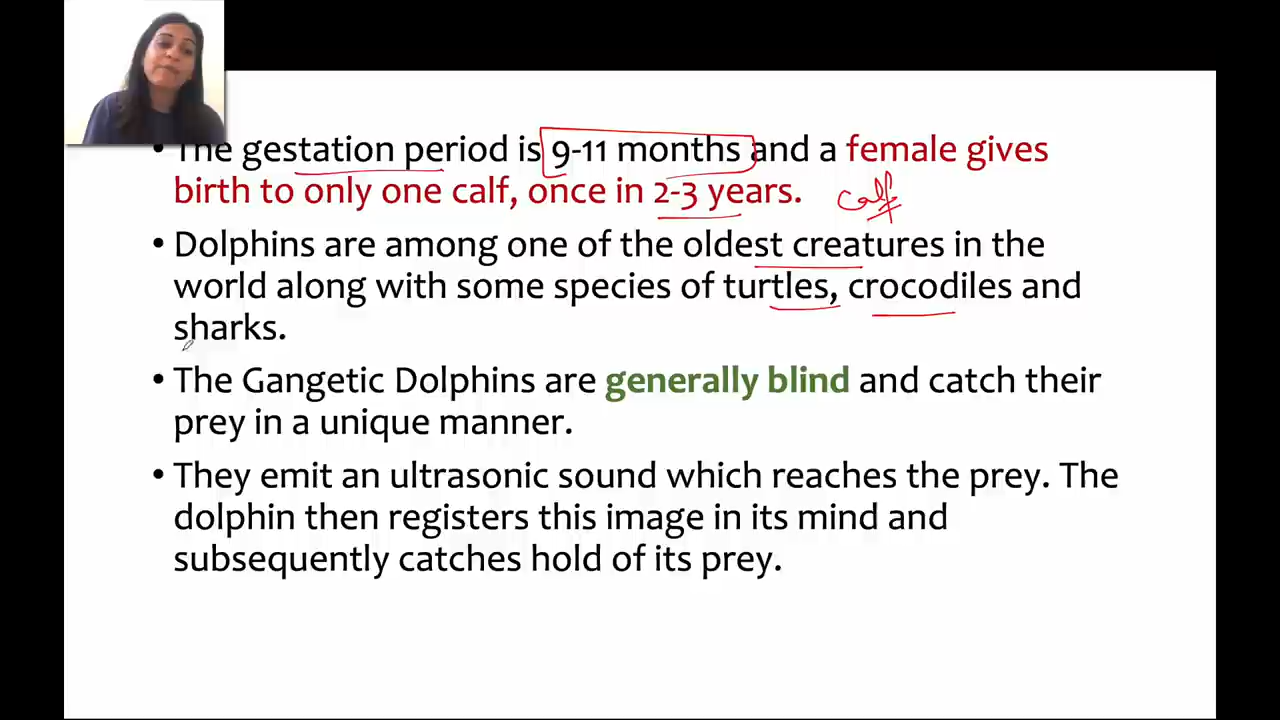 • The gestation period is 9-11 months and a female gives
birth to only one calf, once in 2-3 years. calf
• Dolphins are among one of the oldest creatures in the
world along with some species of turtles, crocodiles and
sharks.
• The Gangetic Dolphins are generally blind and catch their
prey in a unique manner.
• They emit an ultrasonic sound which reaches the prey. The
dolphin then registers this image in its mind and
subsequently catches hold of its prey.